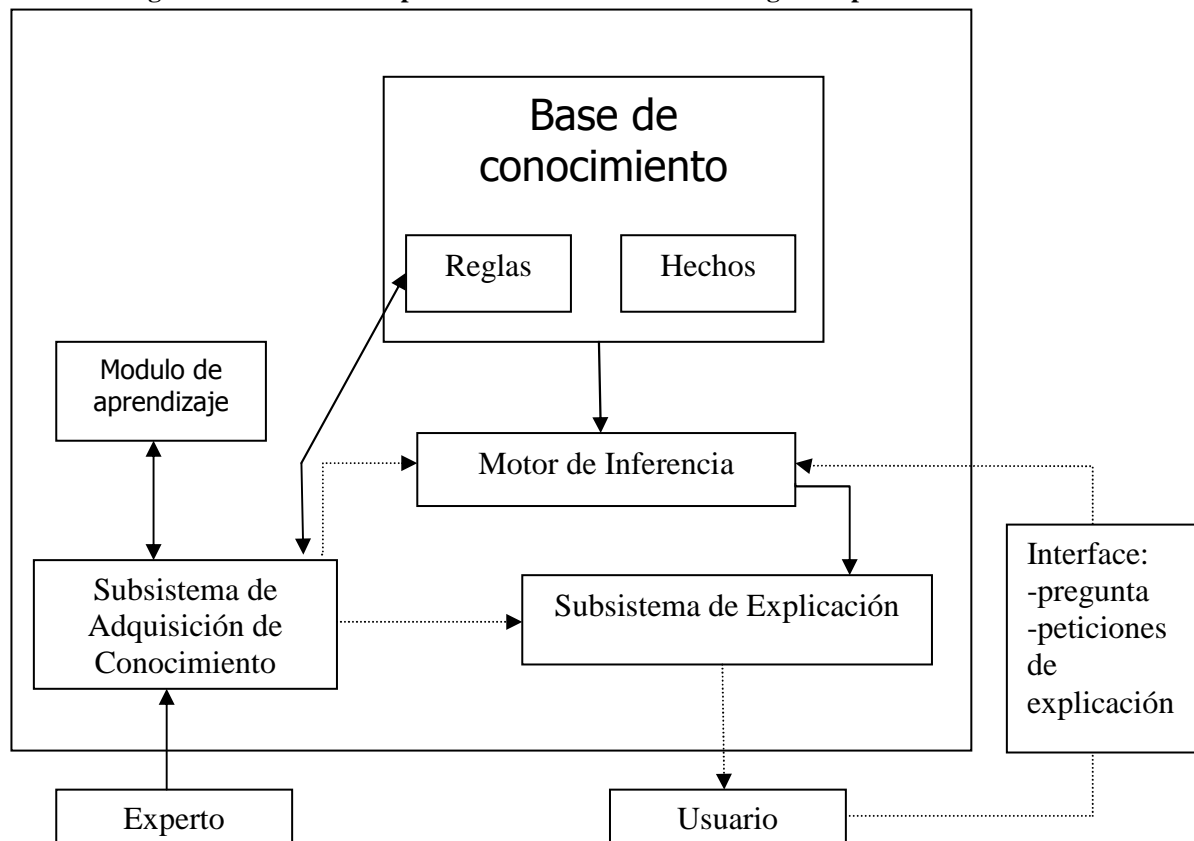 Base de
conocimiento
Reglas
Hechos
Modulo de
aprendizaje
Motor de Inferencia
Subsistema de
Adquisición de
Conocimiento
Subsistema de Explicación
Interface:
-pregunta
-peticiones
de
explicación
Experto
Usuario